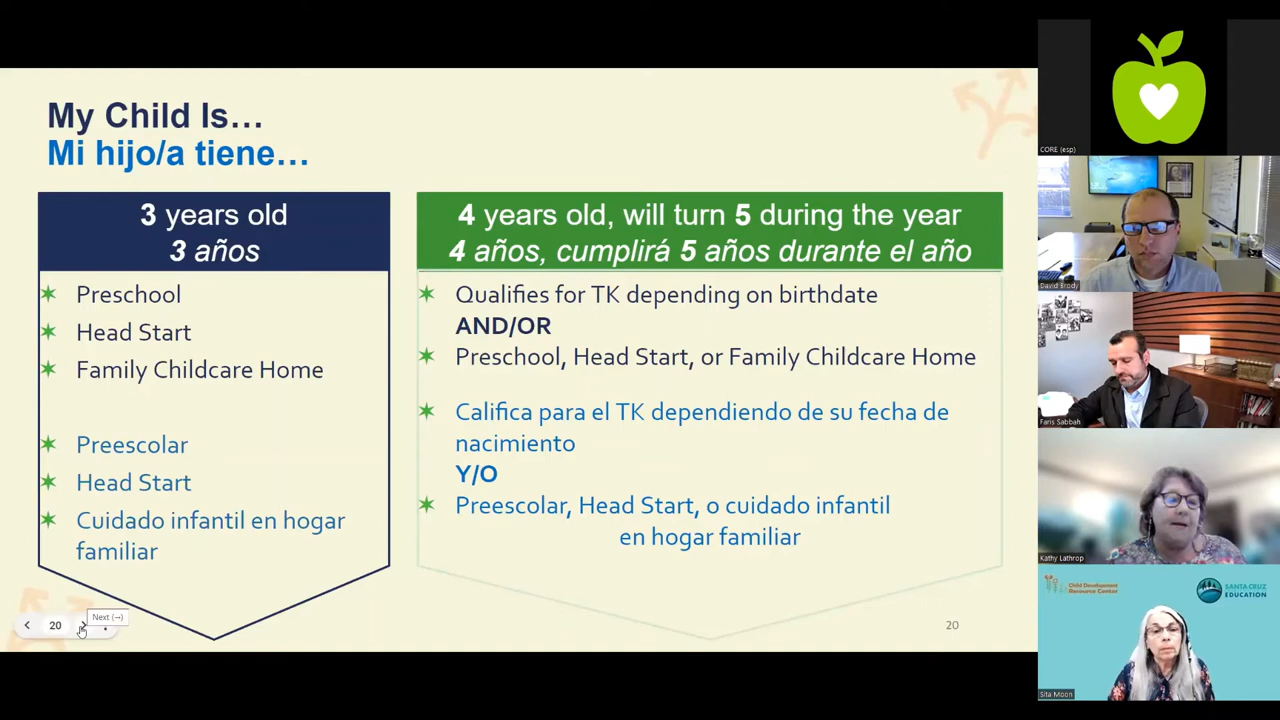 My Child Is…
Mi hijo/a tiene…
3 years old
3 años
Preschool
Head Start
Family Childcare Home
Preescolar
Head Start
Cuidado infantil en hogar
familiar
4 years old, will turn 5 during the year
4 años, cumplirá 5 años durante el año
Qualifies for TK depending on birthdate
AND/OR
Preschool, Head Start, or Family Childcare Home
Califica para el TK dependiendo de su fecha de
nacimiento
Y/O
Preescolar, Head Start, o cuidado infantil
en hogar familiar
20
Next (→)
20
CORE (esp)
David Brody
Faris Sabbah
Kathy Lathrop
Child Development
Resource Center
SANTA CRUZ
EDUCATION
Sita Moon